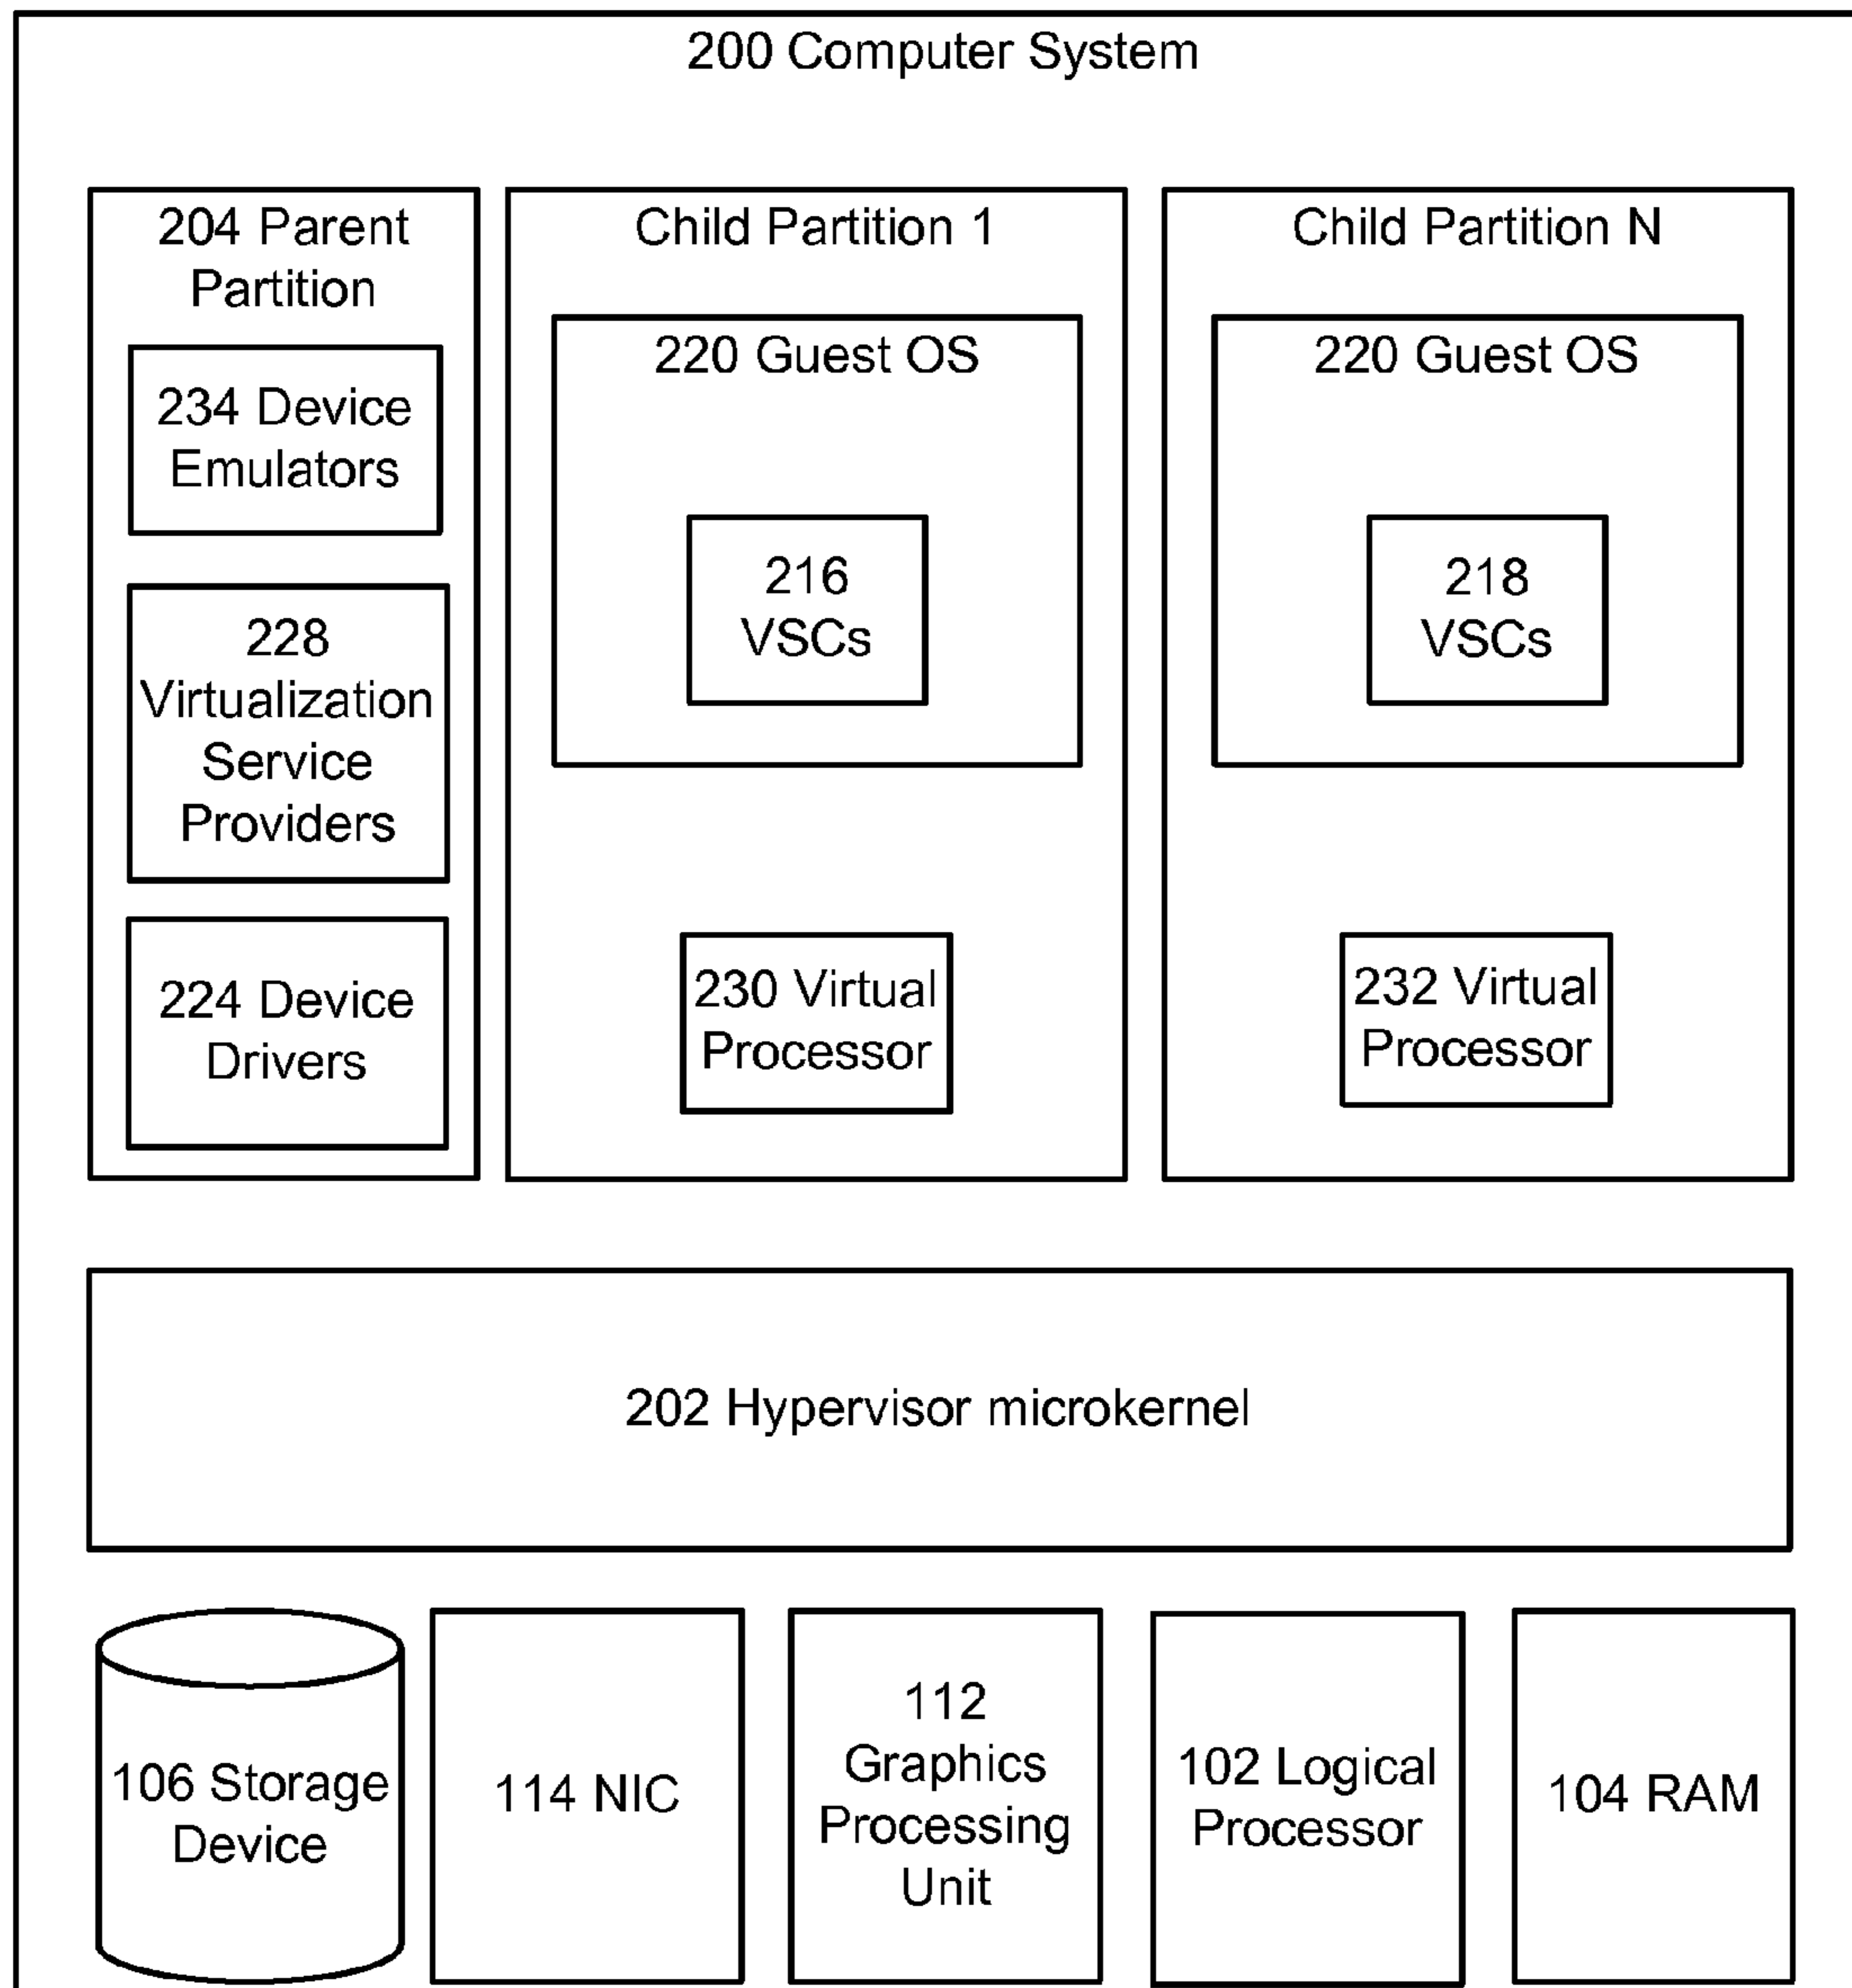 200 Computer System
204 Parent
Partition
234 Device
Emulators
228
Virtualization
Service
Providers
224 Device
Drivers
Child Partition 1
220 Guest OS
216
VSCs
230 Virtual
Processor
Child Partition N
220 Guest OS
218
VSCs
232 Virtual
Processor
202 Hypervisor microkernel
106 Storage
Device
114 NIC
112
Graphics
Processing
Unit
102 Logical
Processor
104 RAM